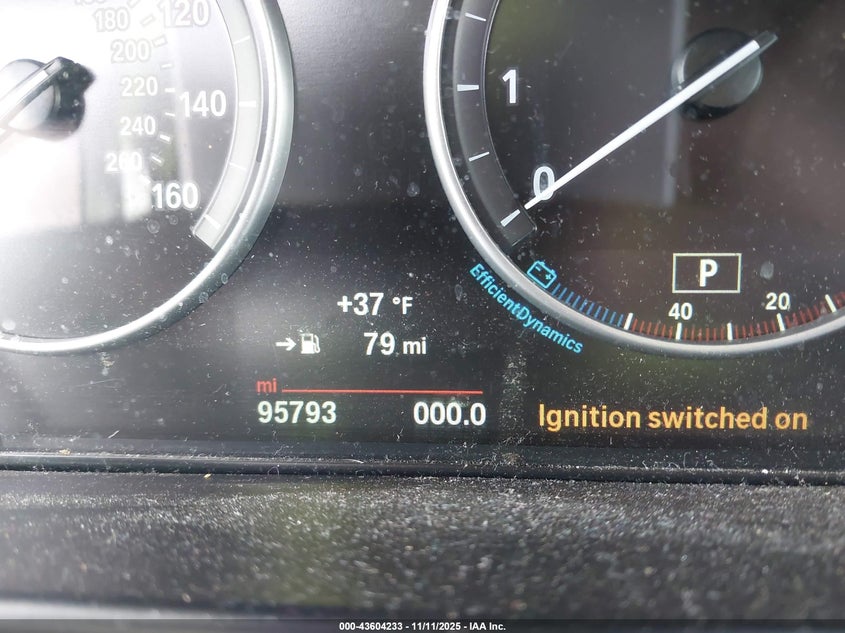 180
120
200
220
140
240
260
160
1
0
P
EfficientDynamics
40
20
+37 °F
79 mi
mi
95793
000.0
Ignition switched on
000-43604233 - 11/11/2025 - IAA Inc.